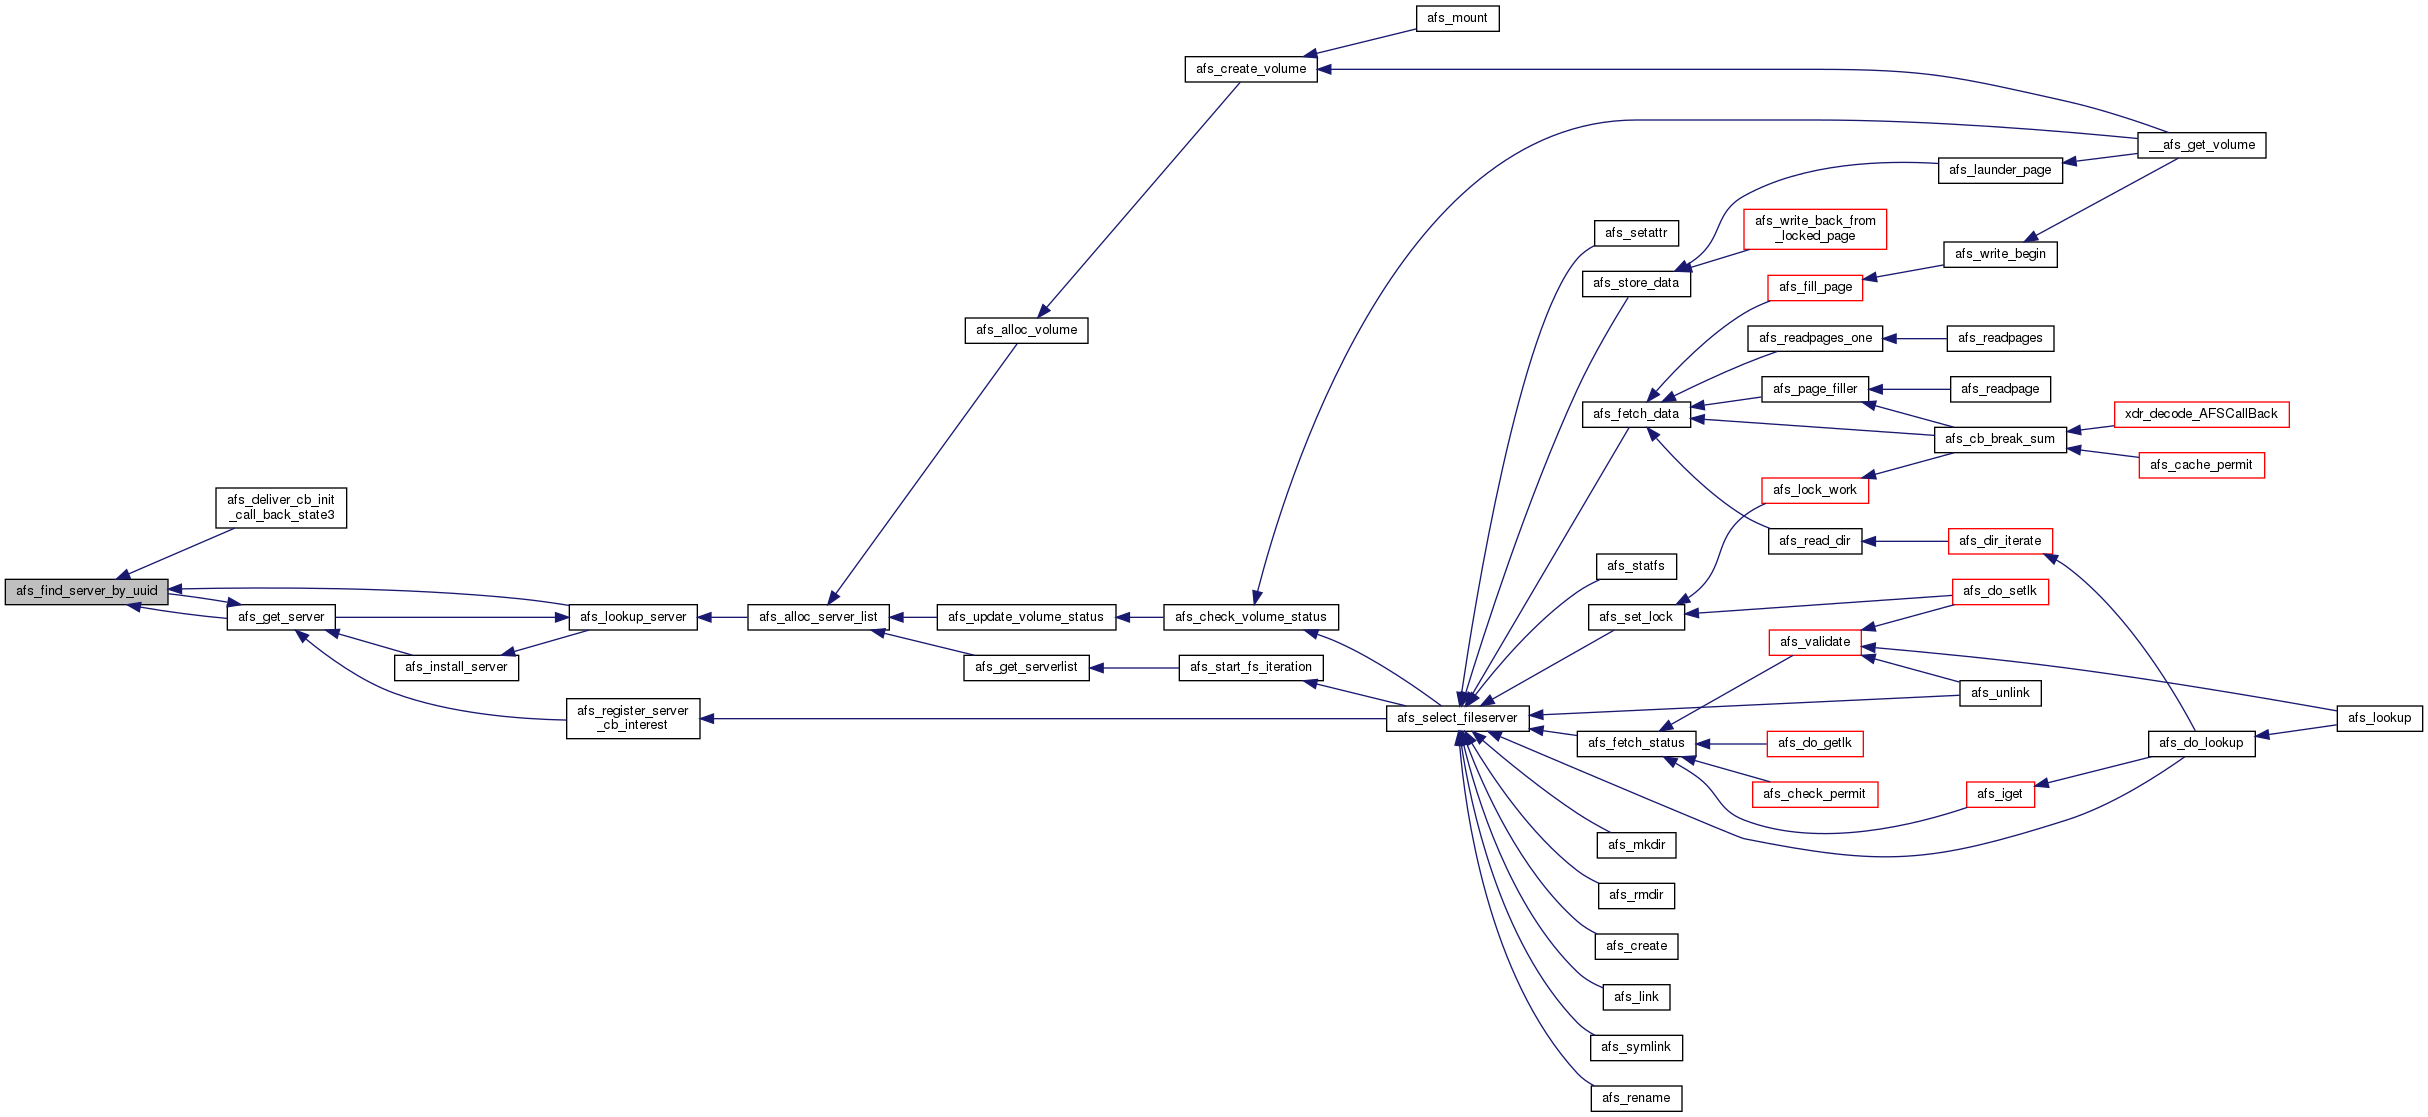 afs_mount
afs_create_volume
__afs_get_volume
afs_launder_page
afs_write_back_from
_locked_page
afs_setattr
afs_write_begin
afs_store_data
afs_fill_page
afs_alloc_volume
afs_readpages_one
afs_readpages
afs_page_filler
afs_readpage
afs_fetch_data
xdr_decode_AFSCallBack
afs_cb_break_sum
afs_cache_permit
afs_lock_work
afs_deliver_cb_init
_call_back_state3
afs_read_dir
afs_dir_iterate
afs_statfs
afs_find_server_by_uuid
afs_do_setlk
afs_get_server
afs_lookup_server
afs_alloc_server_list
afs_update_volume_status
afs_check_volume_status
afs_set_lock
afs_validate
afs_install_server
afs_get_serverlist
afs_start_fs_iteration
afs_unlink
afs_register_server
_cb_interest
afs_select_fileserver
afs_lookup
afs_fetch_status
afs_do_getlk
afs_do_lookup
afs_check_permit
afs_iget
afs_mkdir
afs_rmdir
afs_create
afs_link
afs_symlink
afs_rename